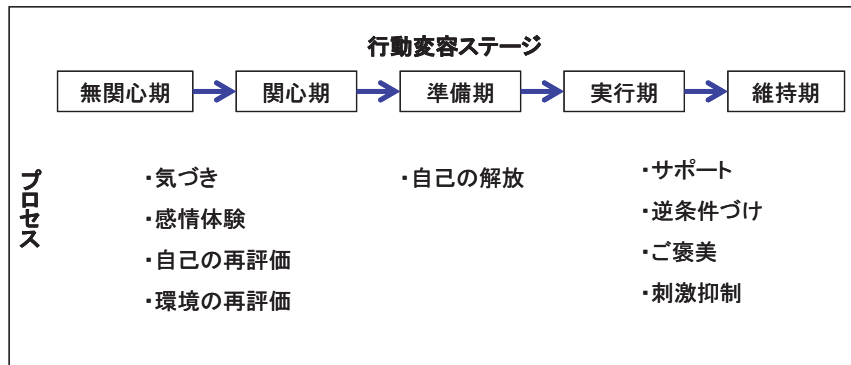 行動変容ステージ
無関心期
関心期
準備期
実行期
維持期
プロセス
・気づき
・感情体験
・自己の再評価
・環境の再評価
・自己の解放
・サポート
・逆条件づけ
・ご褒美
・刺激抑制